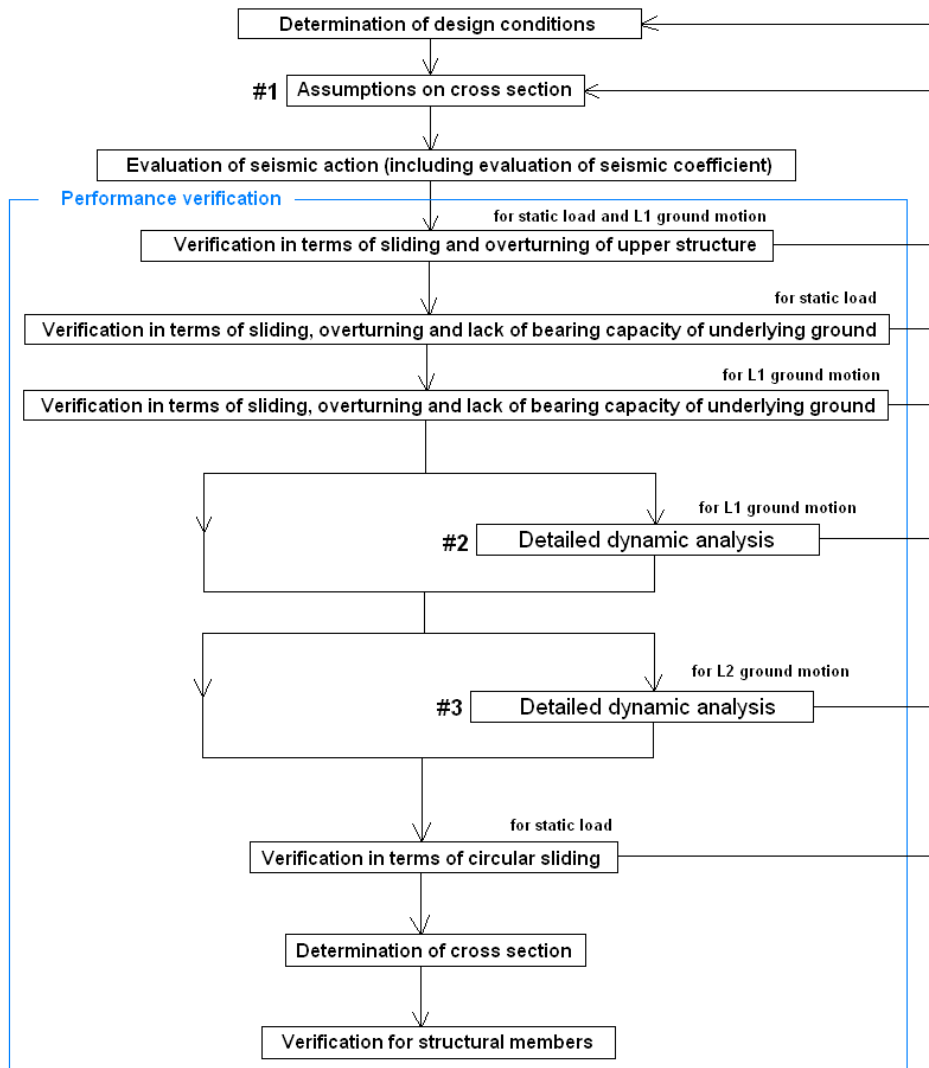 Determination of design conditions
#1 Assumptions on cross section
Evaluation of seismic action (including evaluation of seismic coefficient)
Performance verification
for static load and L1 ground motion
Verification in terms of sliding and overturning of upper structure
for static load
Verification in terms of sliding, overturning and lack of bearing capacity of underlying ground
for L1 ground motion
Verification in terms of sliding, overturning and lack of bearing capacity of underlying ground
for L1 ground motion
#2 Detailed dynamic analysis
for L2 ground motion
#3 Detailed dynamic analysis
for static load
Verification in terms of circular sliding
Determination of cross section
Verification for structural members